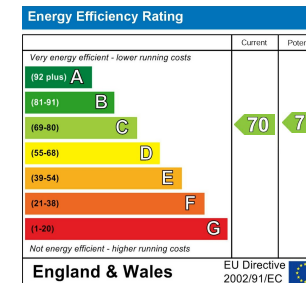 Energy Efficiency Rating
Current
Very energy efficient - lower running costs
(92 plus) A
(81-91) B
(69-80) C 70
(55-68) D
(39-54) E
(21-38) F
(1-20) G
Not energy efficient - higher running costs
England & Wales EU Directive
2002/91/EC